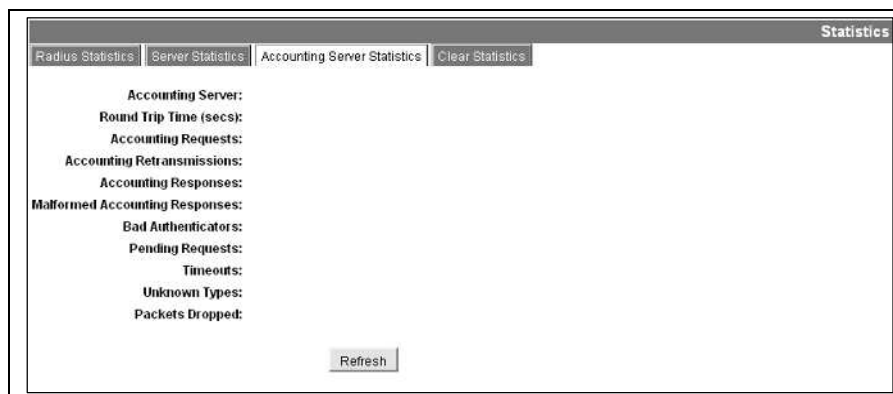 Statistics
Radius Statistics Server Statistics Accounting Server Statistics Clear Statistics
Accounting Server:
Round Trip Time (secs):
Accounting Requests:
Accounting Retransmissions:
Accounting Responses:
Malformed Accounting Responses:
Bad Authenticators:
Pending Requests:
Timeouts:
Unknown Types:
Packets Dropped:
Refresh